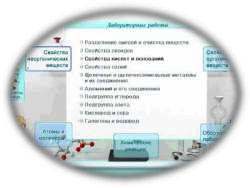 Лабораторные работы
Свойства неорганических веществ
Разделение смесей и очистка веществ
Свойства оксидов
Свойства кислот и оснований
Свойства солей
Щелочные и щелочноземельные металлы и их соединения
Алюминий и его соединения
Подгруппа углерода
Подгруппа азота
Кислород и сера
Галогены и водород
Атомы и молекулы
Химические